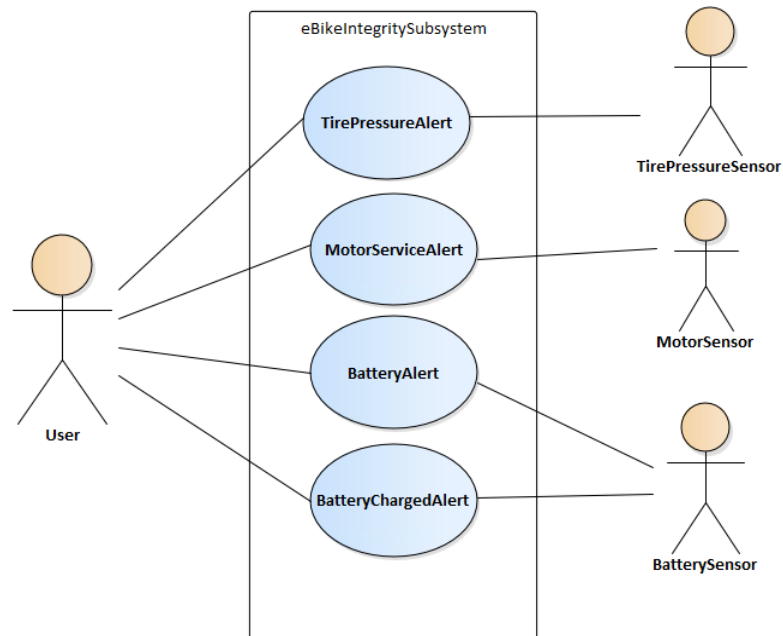 eBikeIntegritySubsystem
TirePressureAlert
TirePressureSensor
MotorServiceAlert
MotorSensor
BatteryAlert
User
BatteryChargedAlert
BatterySensor